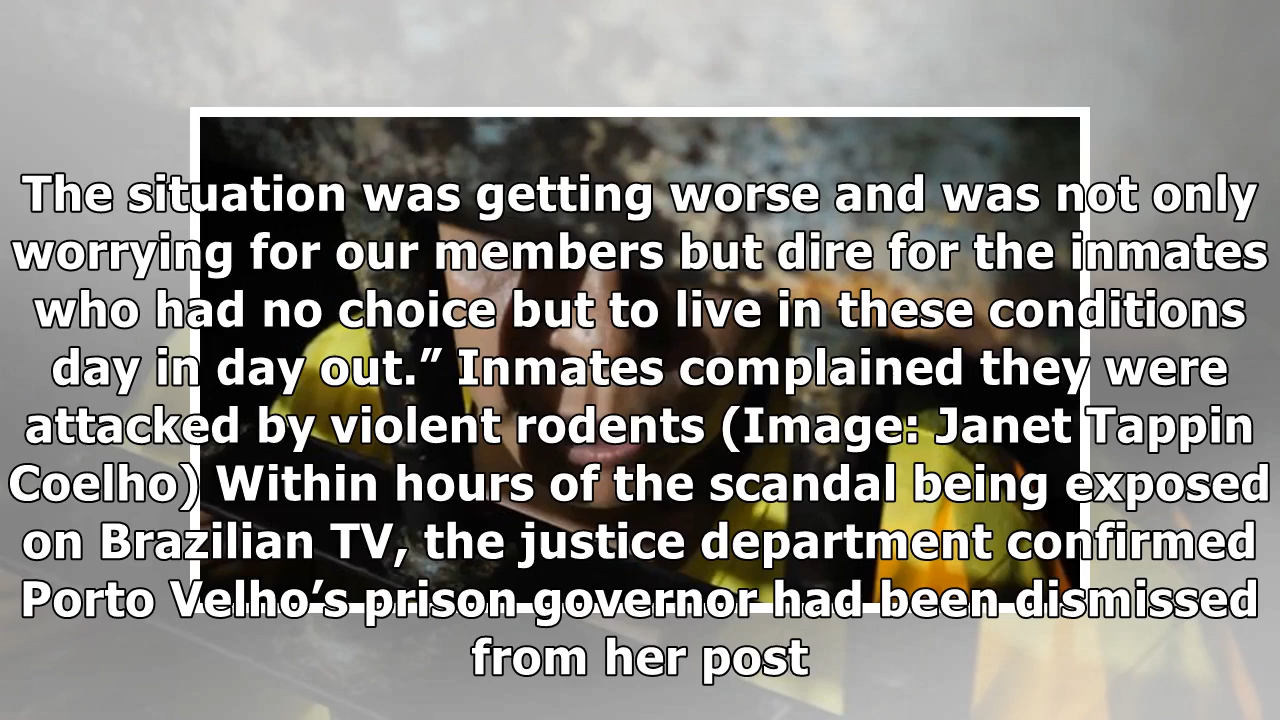 The situation was getting worse and was not only
worrying for our members but dire for the inmates
who had no choice but to live in these conditions
day in day out.” Inmates complained they were
attacked by violent rodents (Image: Janet Tappin
Coelho) Within hours of the scandal being exposed
on Brazilian TV, the justice department confirmed
Porto Velho’s prison governor had been dismissed
from her post